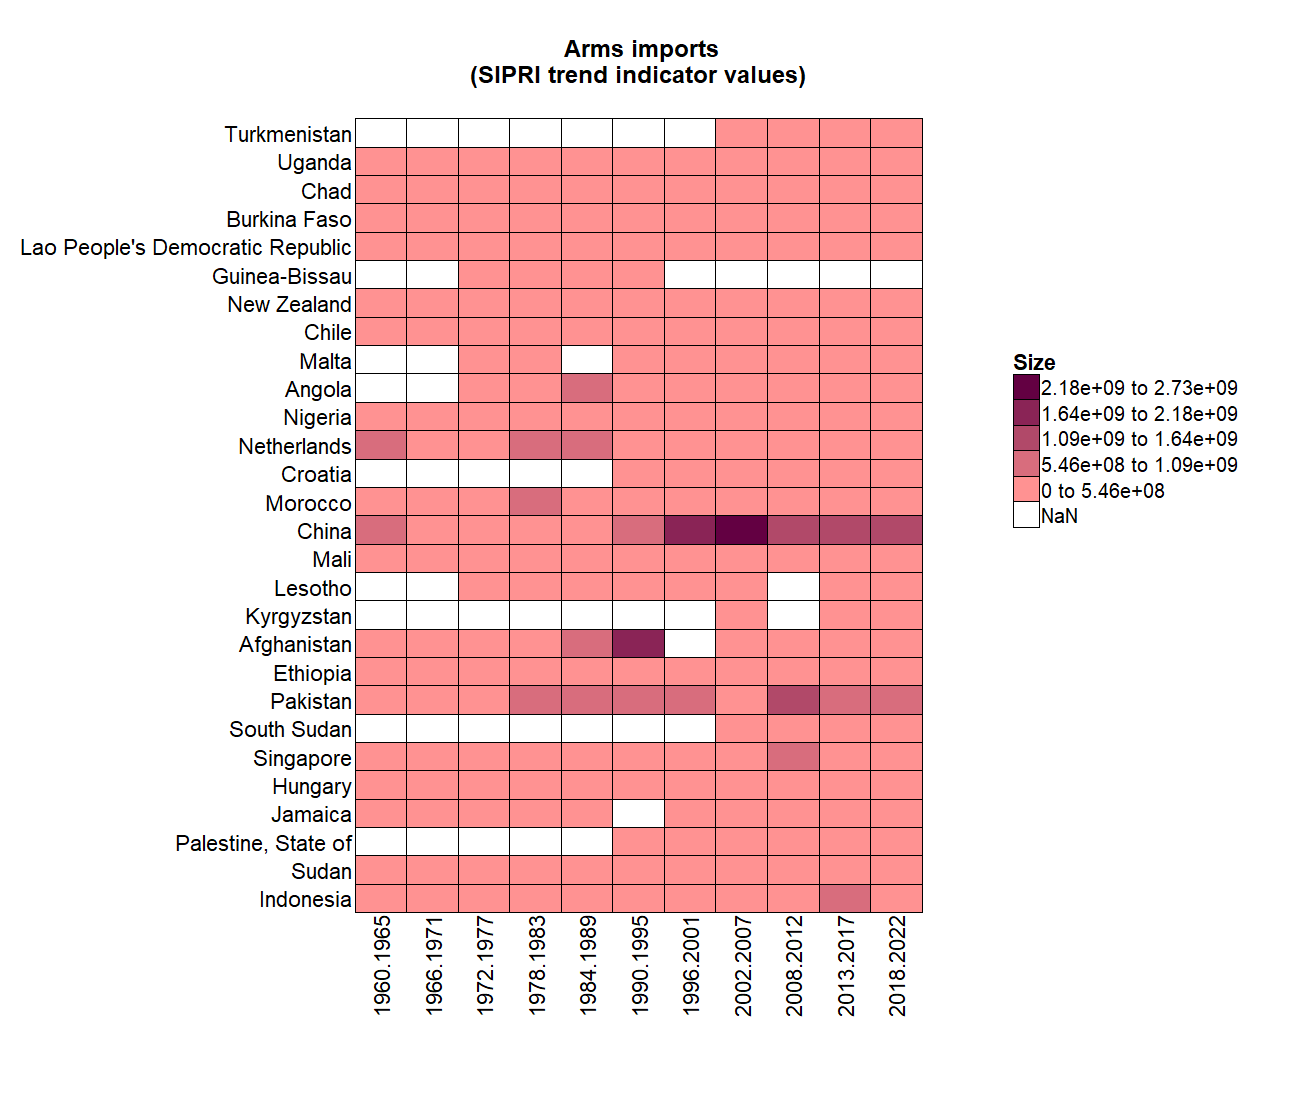 Arms imports
(SIPRI trend indicator values)
Turkmenistan
Uganda
Chad
Burkina Faso
Lao People's Democratic Republic
Guinea-Bissau
New Zealand
Chile
Malta
Angola
Nigeria
Netherlands
Croatia
Morocco
China
Mali
Lesotho
Kyrgyzstan
Afghanistan
Ethiopia
Pakistan
South Sudan
Singapore
Hungary
Jamaica
Palestine, State of
Sudan
Indonesia
1960.1965
1966.1971
1972.1977
1978.1983
1984.1989
1990.1995
1996.2001
2002.2007
2008.2012
2013.2017
2018.2022
Size
2.18e+09 to 2.73e+09
1.64e+09 to 2.18e+09
1.09e+09 to 1.64e+09
5.46e+08 to 1.09e+09
0 to 5.46e+08
NaN